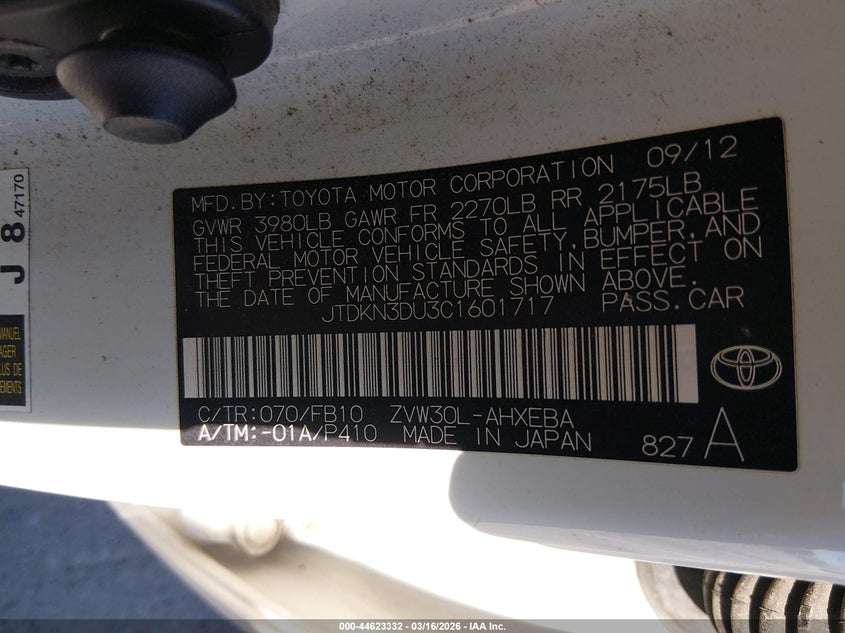 MFD.BY:TOYOTA MOTOR CORPORATION 09/12
GVWR 3980LB GAWR FR 2270LB RR 2175LB
THIS VEHICLE CONFORMS TO ALL APPLICABLE
FEDERAL MOTOR VEHICLE SAFETY,BUMPER,AND
THEFT PREVENTION STANDARDS IN EFFECT ON
THE DATE OF MANUFACTURE SHOWN ABOVE.
JTDKN3DU3C1601717 PASS.CAR
C/TR:070/FB10 ZVW30L-AHXEBA
A/TM:-01A/P410 MADE IN JAPAN 827 A
J 8 47170
MANUEL
DE
000-44623332 - 03/16/2026 - IAA Inc.